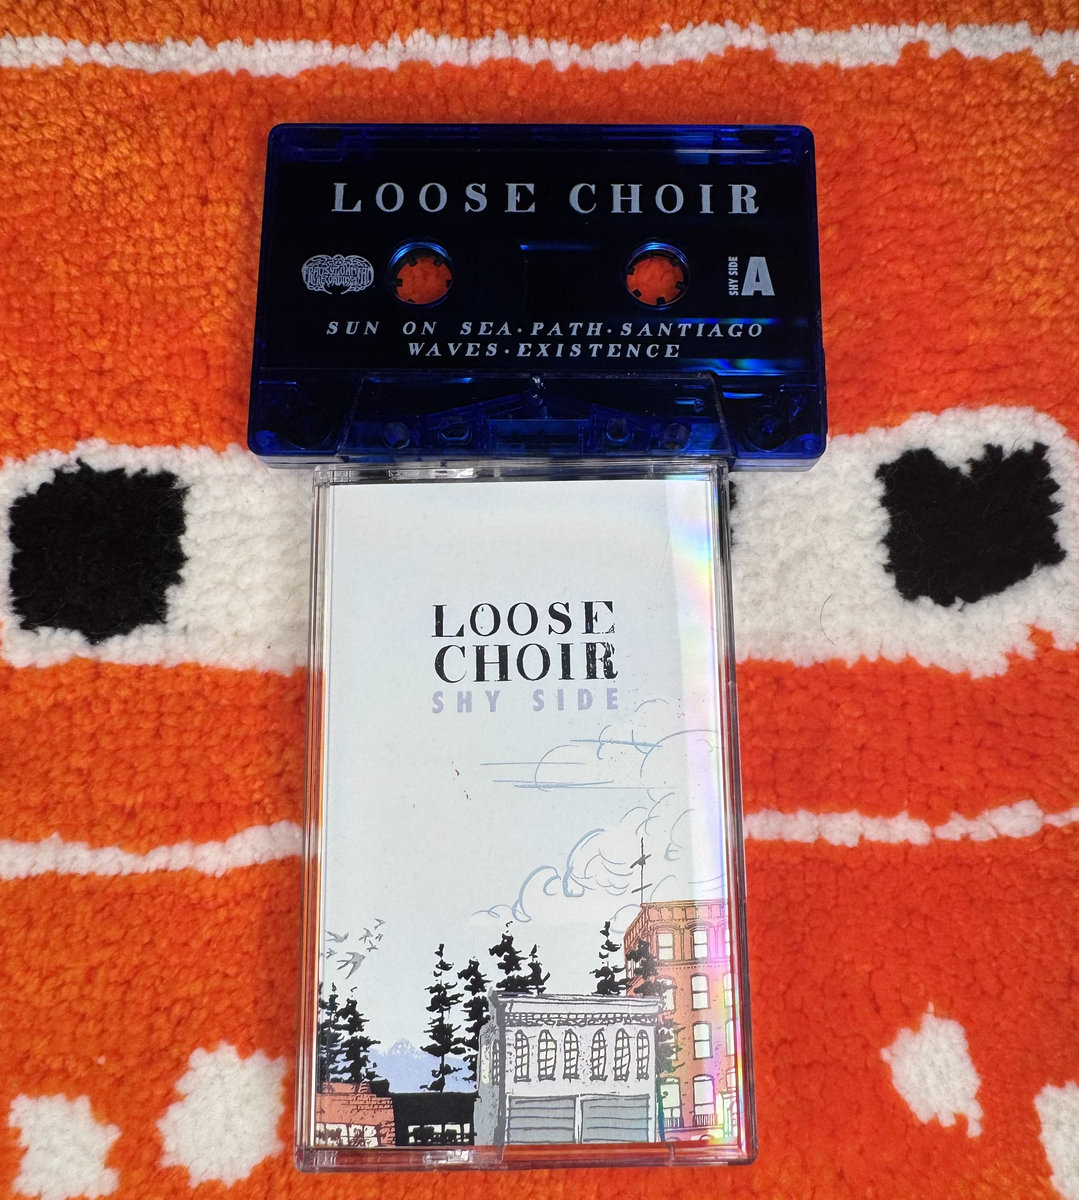 LOOSE CHOIR
SHY SIDE
A
SUN ON SEA • PATH • SANTIAGO
WAVES • EXISTENCE
LOOSE
CHOIR
SHY SIDE